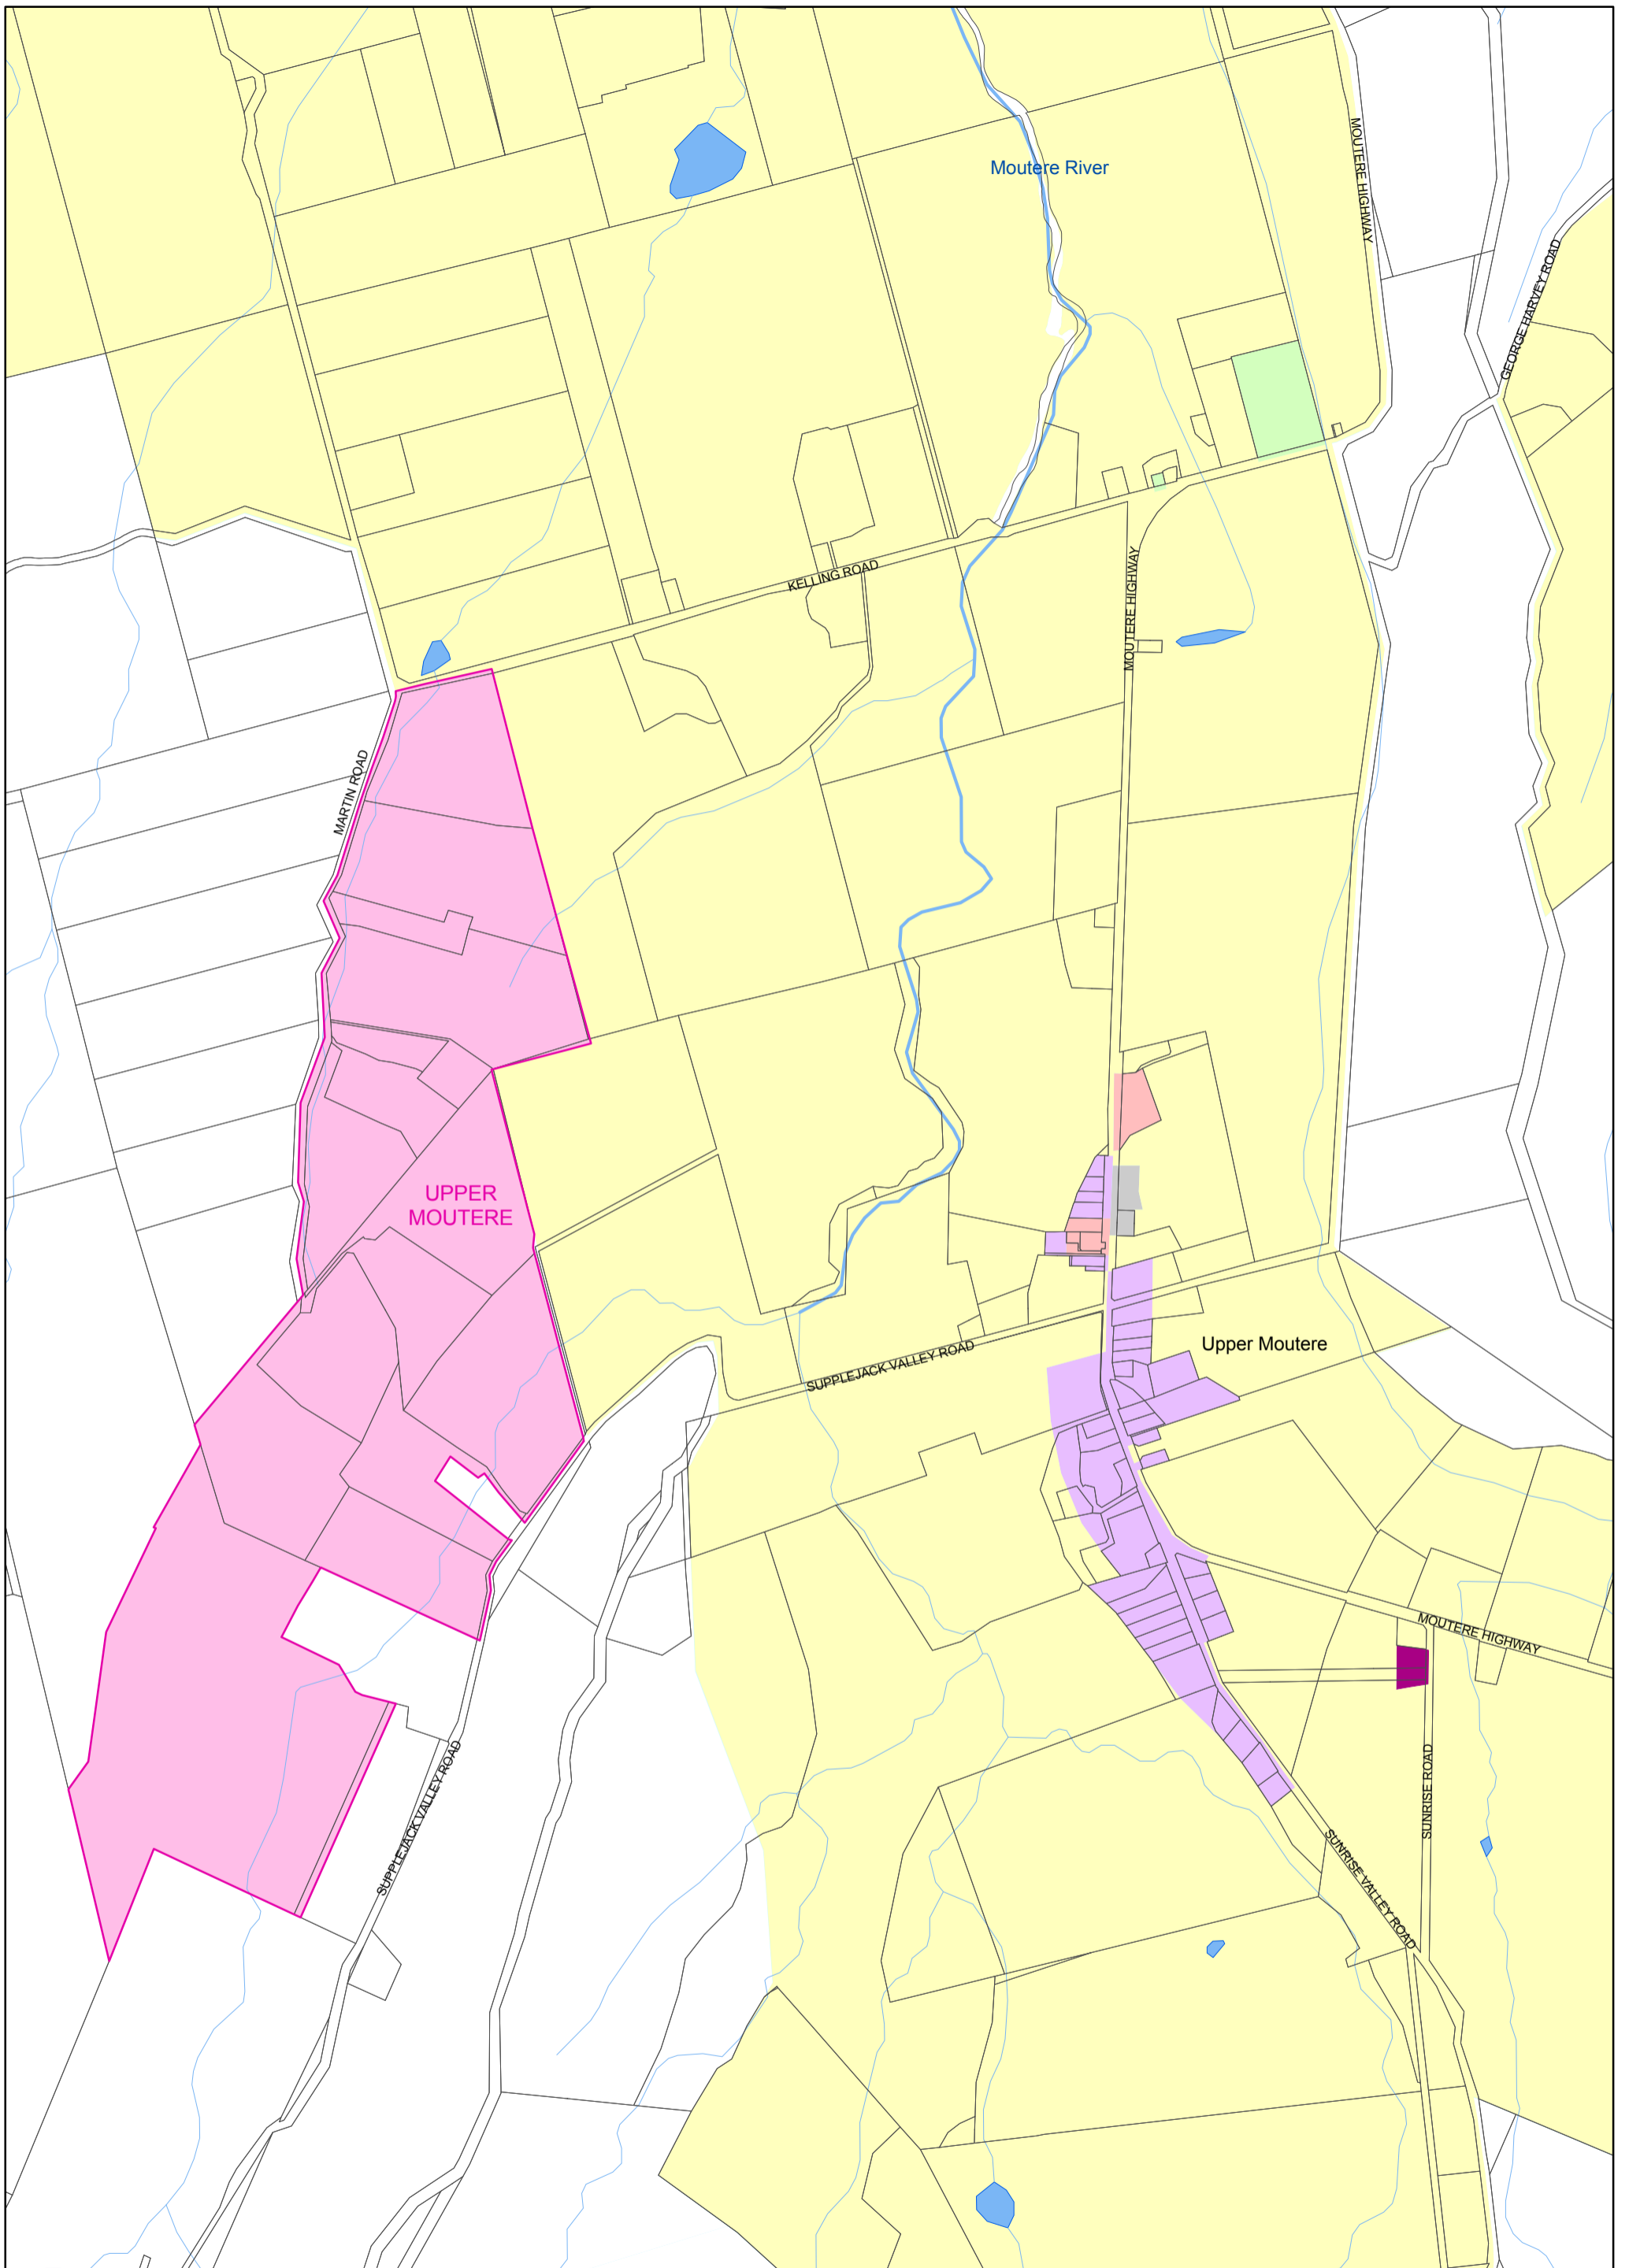 Moutere River
MOUTERE HIGHWAY
GEORGE HARVEY ROAD
KELLING ROAD
MOUTERE HIGHWAY
MARTIN ROAD
UPPER
MOUTERE
Upper Moutere
SUPPLEJACK VALLEY ROAD
MOUTERE HIGHWAY
SUNRISE ROAD
SUPPLEJACK VALLEY ROAD
SUNRISE VALLEY ROAD